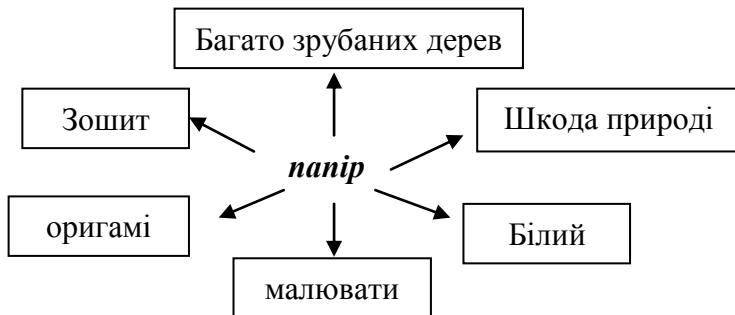 Багато зрубаних дерев
Зошит
Шкода природі
папір
оригамі
Білий
малювати